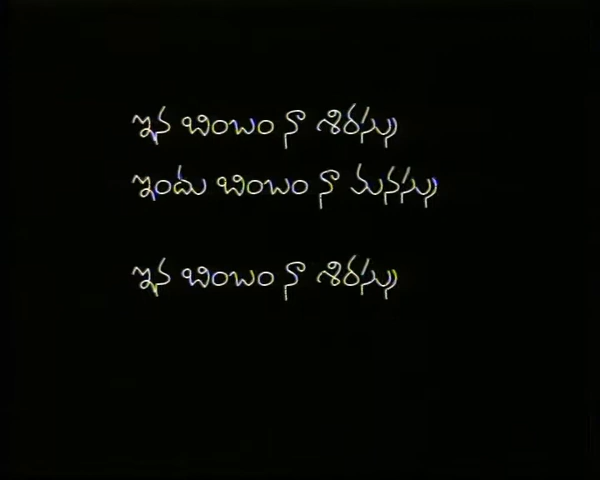 ఇన బింబం నా శిరస్సు
ఇందు బింబం నా మనస్సు
ఇన బింబం నా శిరస్సు